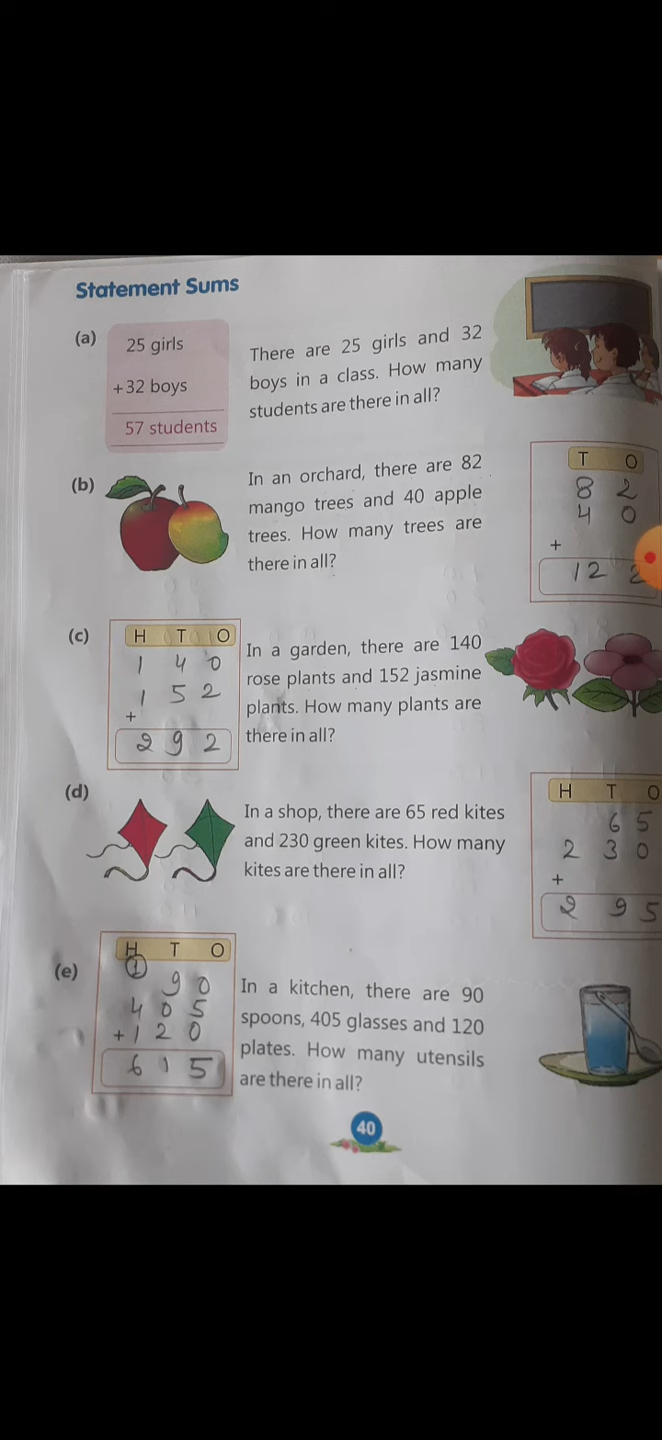 Statement Sums
(a)
25 girls
+32 boys
57 students
There are 25 girls and 32
boys in a class. How many
students are there in all?
(b)
In an orchard, there are 82
mango trees and 40 apple
trees. How many trees are
there in all?
T O
8 2
4 0
+
12 2
(c)
H T O
1 4 0
1 5 2
+
2 9 2
In a garden, there are 140
rose plants and 152 jasmine
plants. How many plants are
there in all?
(d)
In a shop, there are 65 red kites
and 230 green kites. How many
kites are there in all?
H T O
6 5
2 3 0
+
2 9 5
(e)
H T O
1
9 0
4 0 5
+ 1 2 0
6 1 5
In a kitchen, there are 90
spoons, 405 glasses and 120
plates. How many utensils
are there in all?
40